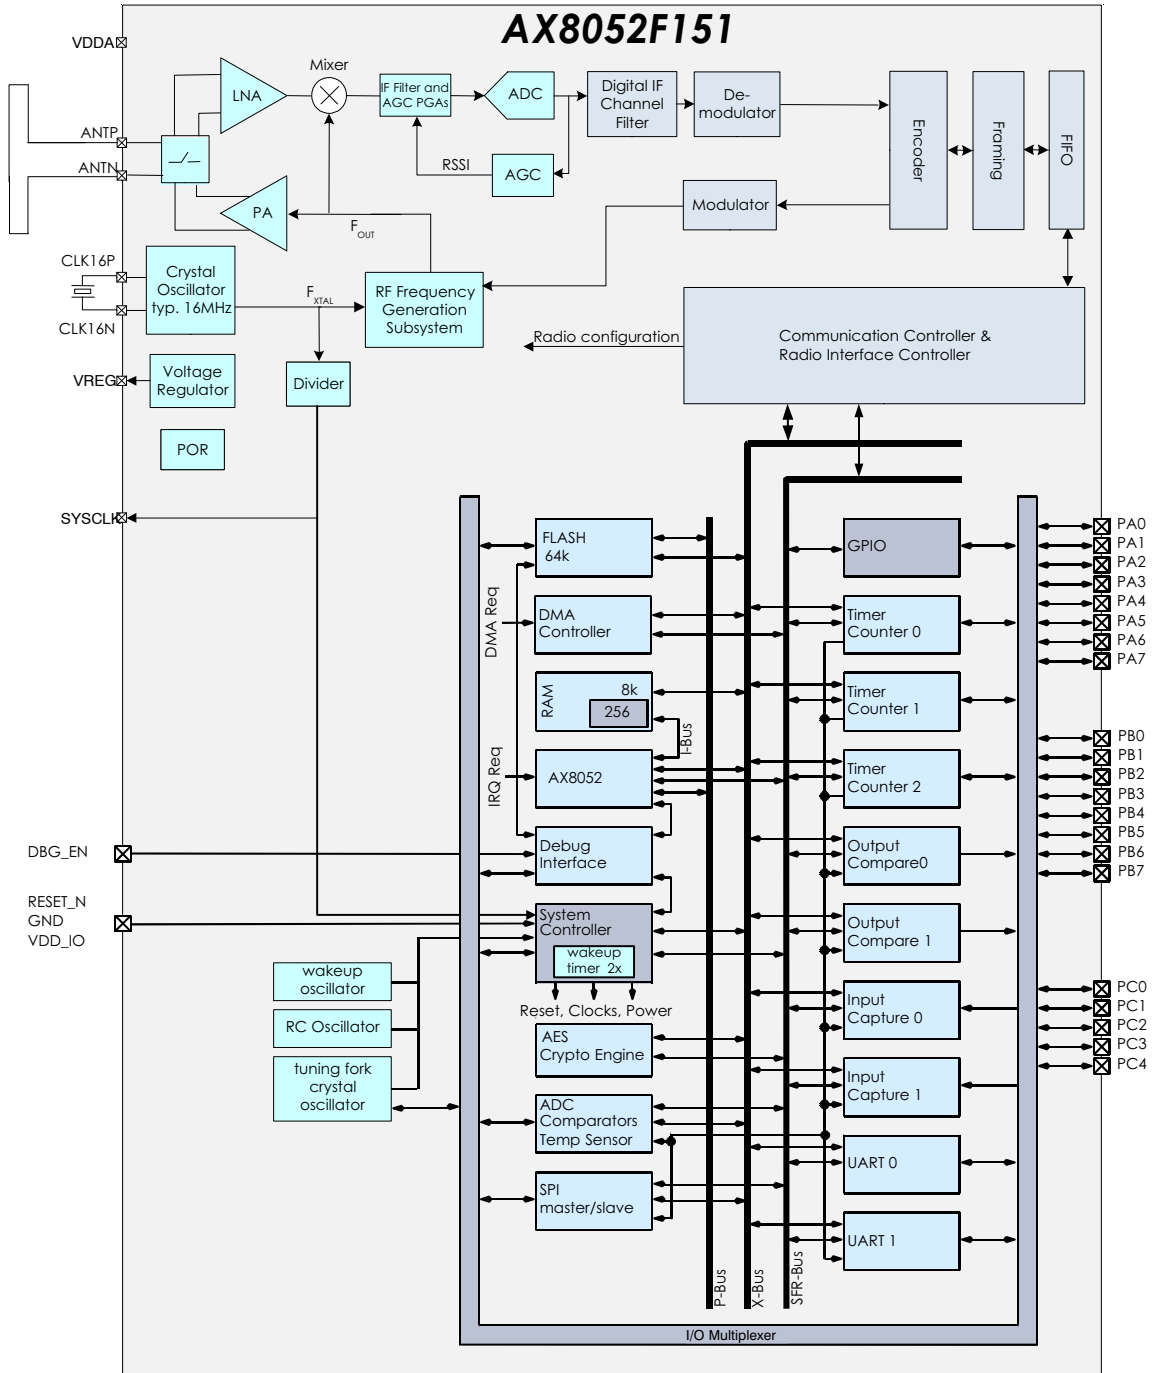 AX8052F151
VDDA
Mixer
LNA
IF Filter and
AGC PGAs
ADC
Digital IF
Channel
Filter
De-
modulator
Encoder
Framing
FIFO
ANTP
ANTN
RSSI
AGC
PA
F_OUT
Modulator
CLK16P
CLK16N
Crystal
Oscillator
typ. 16MHz
F_XTAL
RF Frequency
Generation
Subsystem
Radio configuration
Communication Controller &
Radio Interface Controller
VREG
Voltage
Regulator
Divider
POR
SYSCLK
FLASH
64k
DMA Req
DMA
Controller
RAM
8k
256
I-Bus
IRQ Req
AX8052
DBG_EN
Debug
Interface
RESET_N
GND
VDD_IO
System
Controller
wakeup
timer 2x
Reset, Clocks, Power
wakeup
oscillator
RC Oscillator
tuning fork
crystal
oscillator
AES
Crypto Engine
ADC
Comparators
Temp Sensor
SPI
master/slave
P-Bus
X-Bus
SFR-Bus
GPIO
Timer
Counter 0
Timer
Counter 1
Timer
Counter 2
Output
Compare0
Output
Compare 1
Input
Capture 0
Input
Capture 1
UART 0
UART 1
I/O Multiplexer
PA0
PA1
PA2
PA3
PA4
PA5
PA6
PA7
PB0
PB1
PB2
PB3
PB4
PB5
PB6
PB7
PC0
PC1
PC2
PC3
PC4